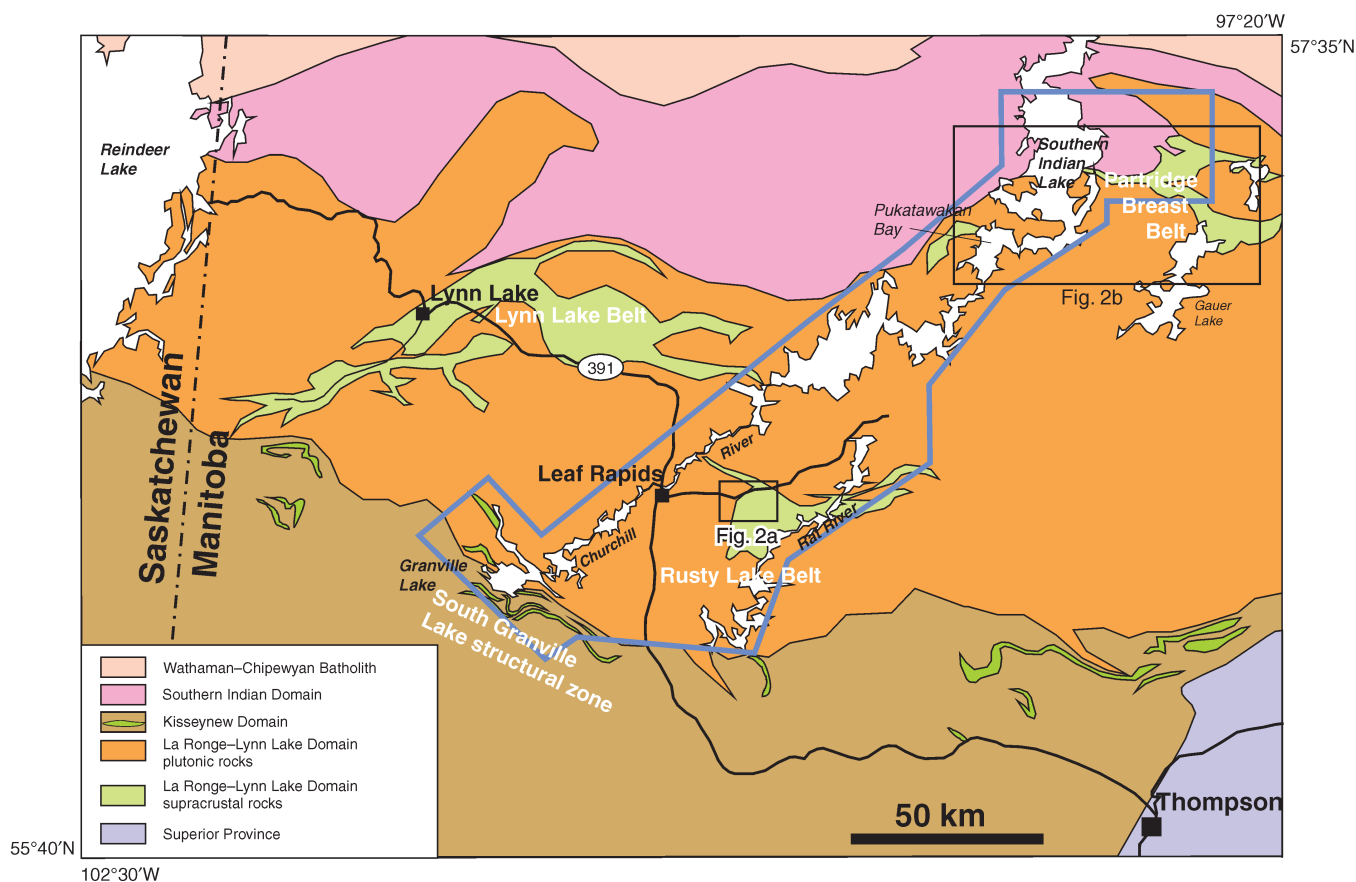 97°20′W
57°35′N
Reindeer
Lake
Southern
Indian
Lake
Partridge
Breast
Belt
Pukatawakan
Bay
Fig. 2b
Gauer
Lake
Lynn Lake
Lynn Lake Belt
391
Saskatchewan
Manitoba
River
Leaf Rapids
Churchill
Fig. 2a
Rat River
Granville
Lake
Rusty Lake Belt
South Granville
Lake structural zone
Wathaman–Chipewyan Batholith
Southern Indian Domain
Kisseynew Domain
La Ronge–Lynn Lake Domain
plutonic rocks
La Ronge–Lynn Lake Domain
supracrustal rocks
Superior Province
50 km
Thompson
55°40′N
102°30′W